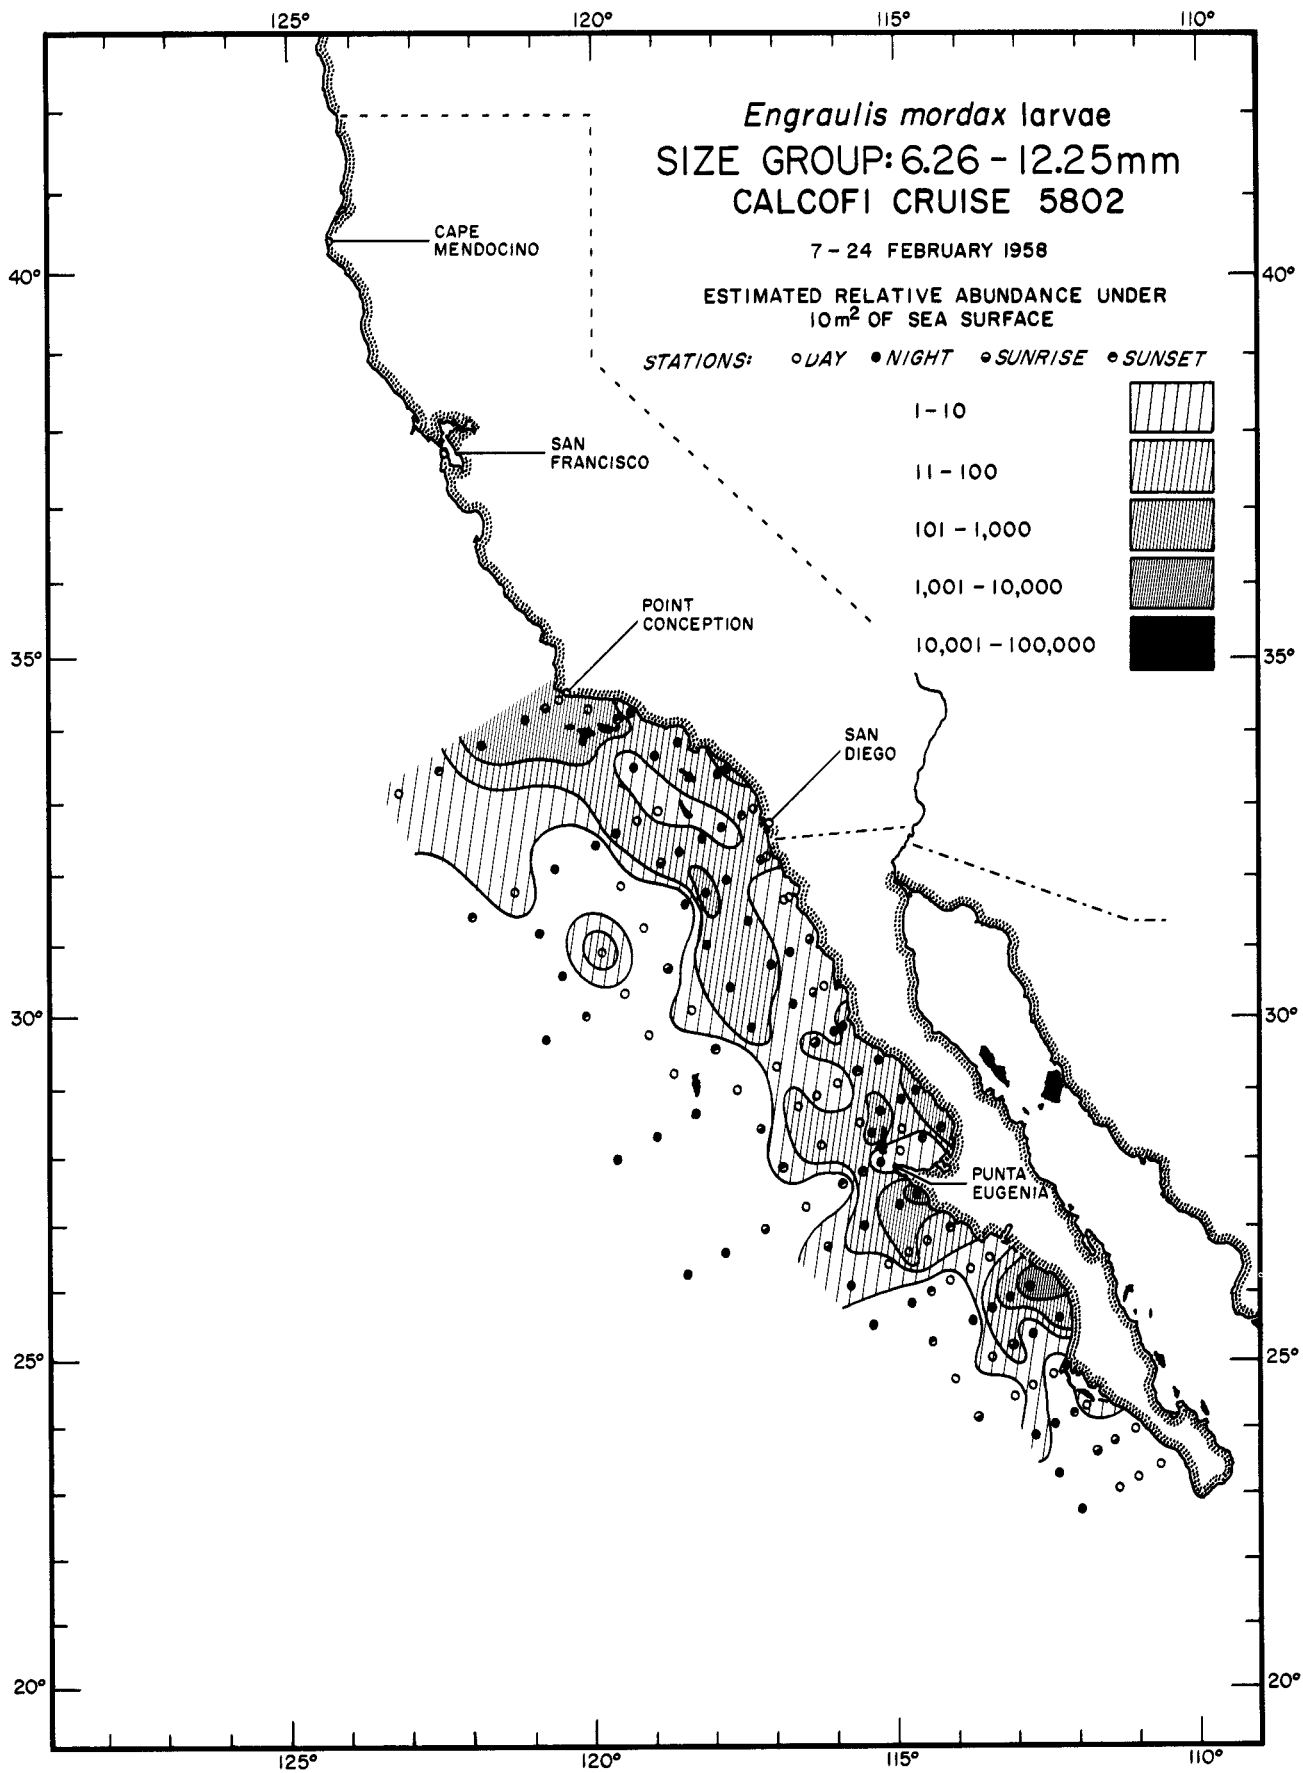 125° 120° 115° 110°
Engraulis mordax larvae
SIZE GROUP: 6.26 - 12.25mm
CALCOFI CRUISE 5802
7 - 24 FEBRUARY 1958
ESTIMATED RELATIVE ABUNDANCE UNDER
10m² OF SEA SURFACE
STATIONS: DAY NIGHT SUNRISE SUNSET
1 - 10
11 - 100
101 - 1,000
1,001 - 10,000
10,001 - 100,000
CAPE
MENDOCINO
40° 40°
SAN
FRANCISCO
POINT
CONCEPTION
35° 35°
SAN
DIEGO
30° 30°
PUNTA
EUGENIA
25° 25°
20° 20°
125° 120° 115° 110°